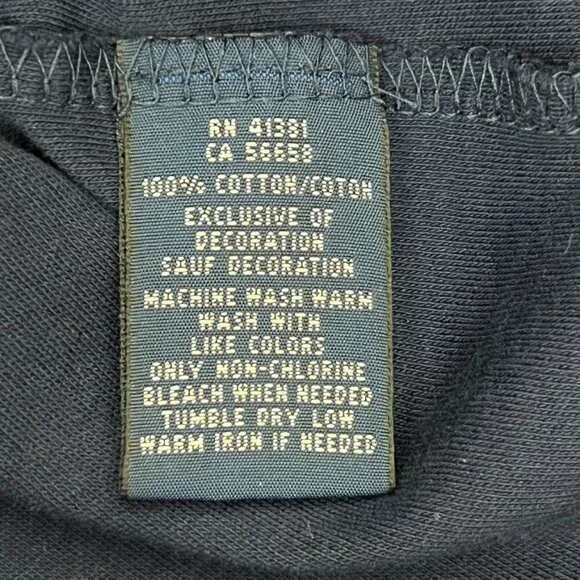 RN 41381
CA 56658
100% COTTON/COTON
EXCLUSIVE OF
DECORATION
SAUF DECORATION
MACHINE WASH WARM
WASH WITH
LIKE COLORS
ONLY NON-CHLORINE
BLEACH WHEN NEEDED
TUMBLE DRY LOW
WARM IRON IF NEEDED